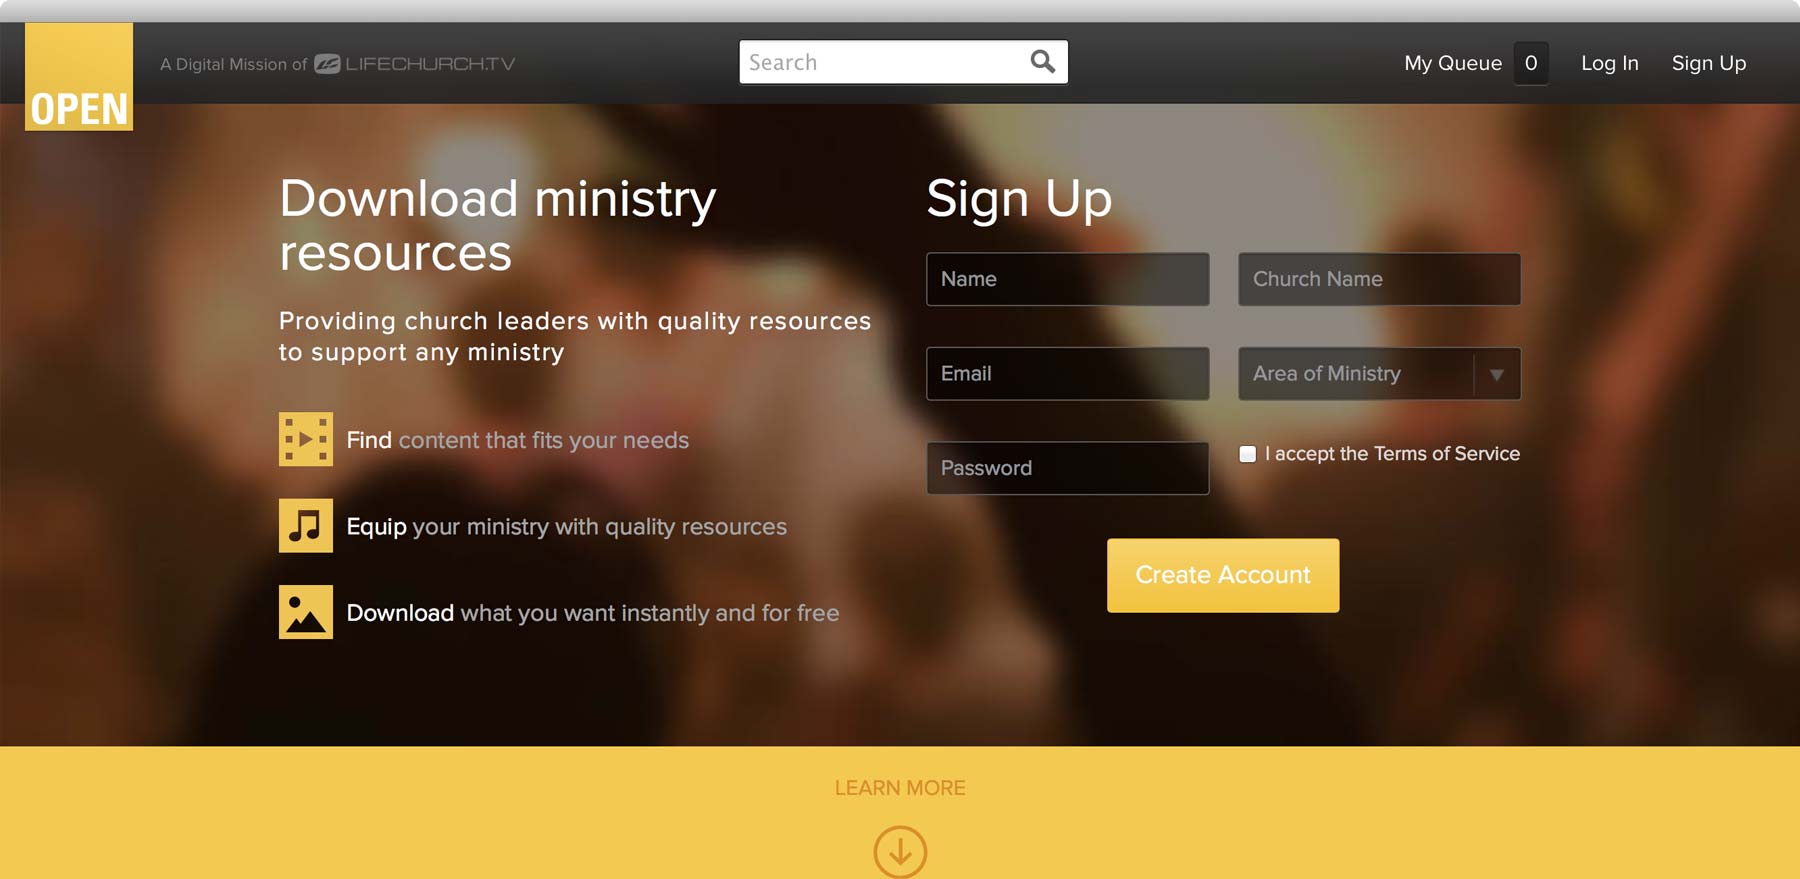 OPEN
A Digital Mission of LIFECHURCH.TV
Search
My Queue 0 Log In Sign Up
Download ministry
resources
Providing church leaders with quality resources
to support any ministry
Find content that fits your needs
Equip your ministry with quality resources
Download what you want instantly and for free
Sign Up
Name
Church Name
Email
Area of Ministry
Password
I accept the Terms of Service
Create Account
LEARN MORE